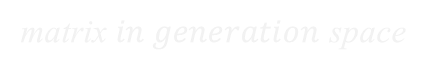 matrix in generation space